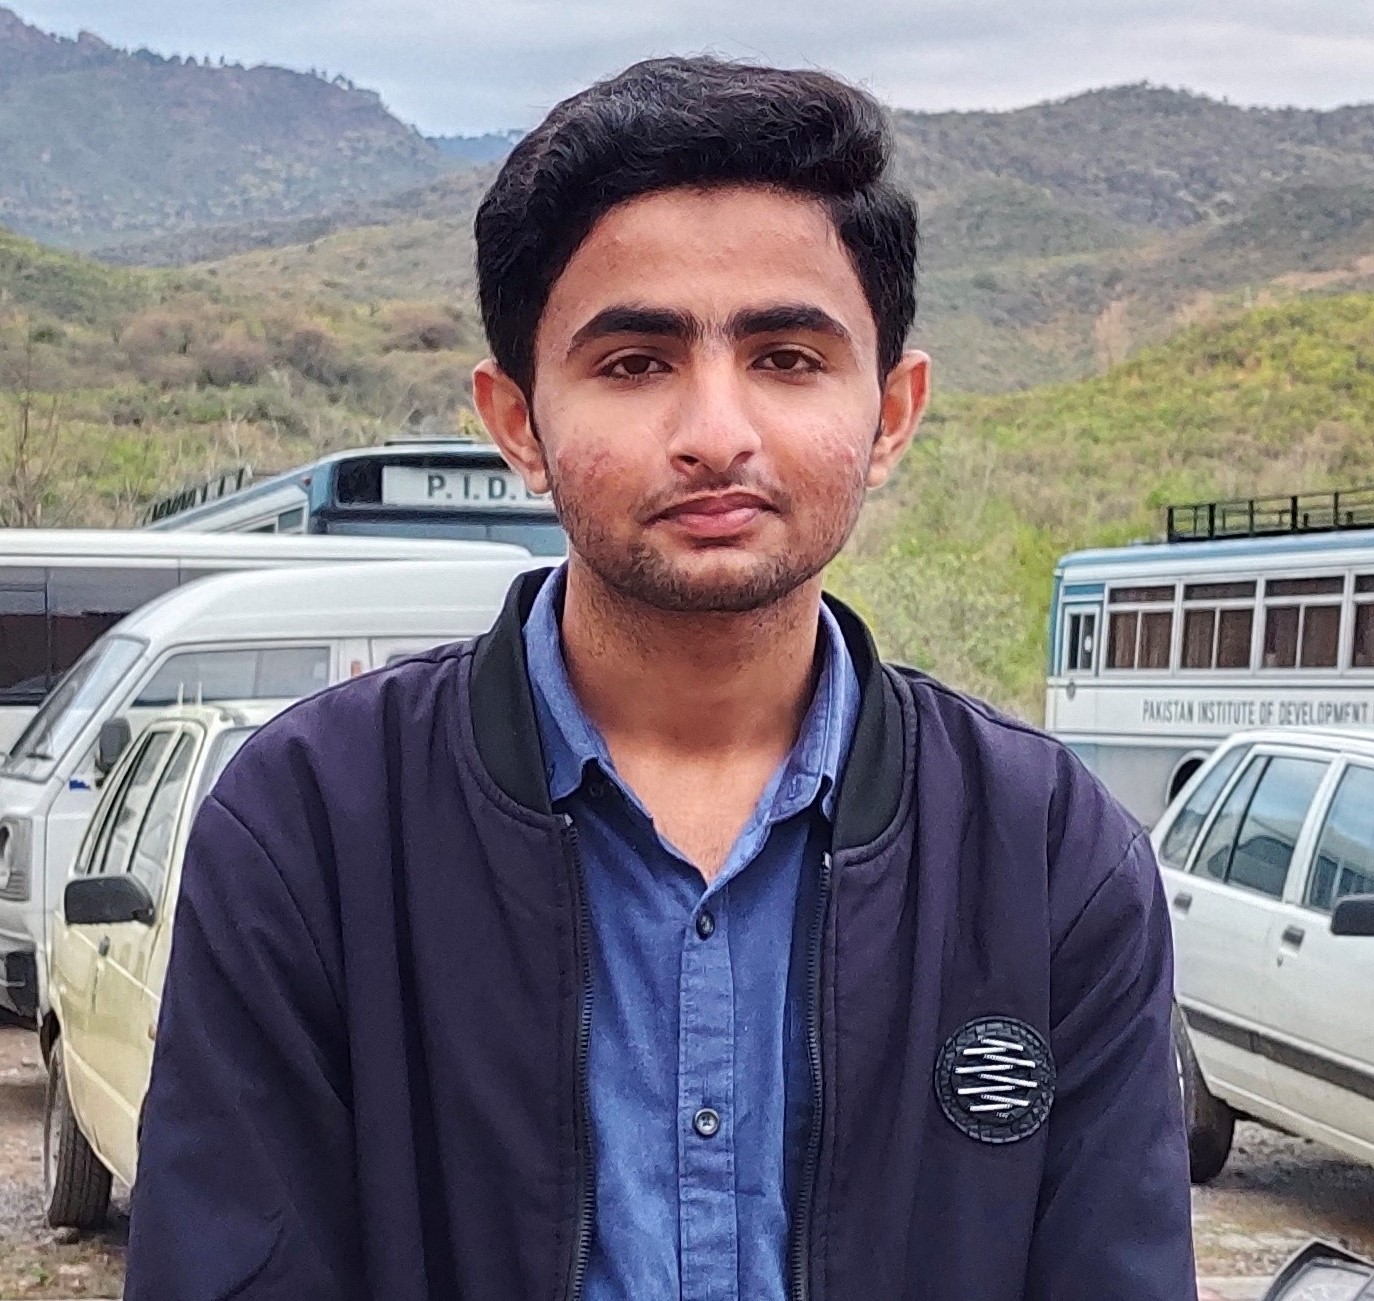 P. I. D.
PAKISTAN INSTITUTE OF DEVELOPMENT